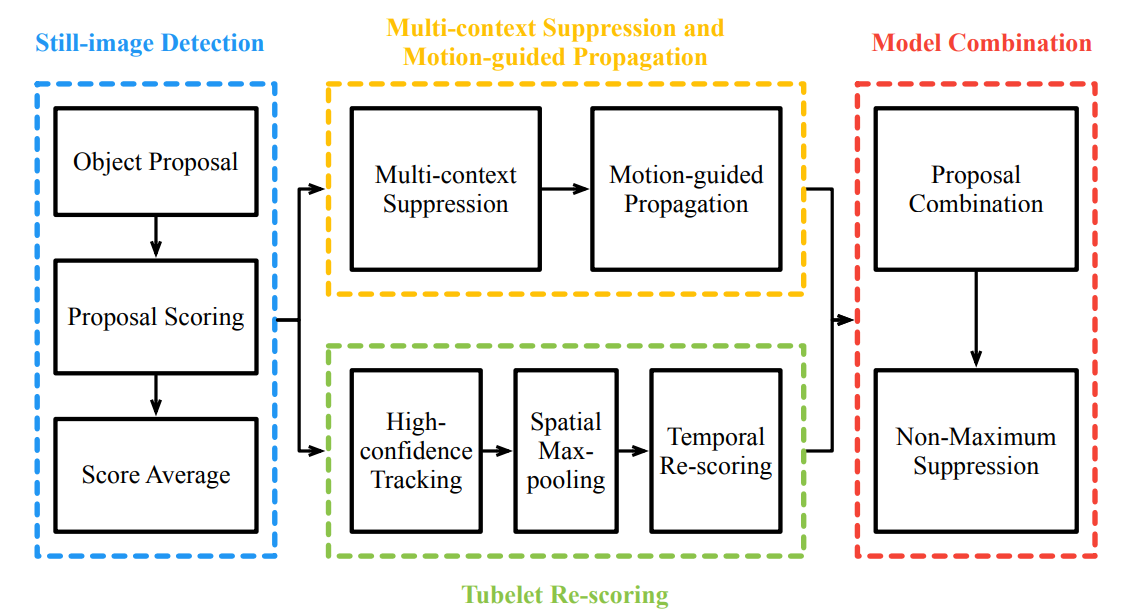 Still-image Detection
Object Proposal
Proposal Scoring
Score Average
Multi-context Suppression and
Motion-guided Propagation
Multi-context
Suppression
Motion-guided
Propagation
High-
confidence
Tracking
Spatial
Max-
pooling
Temporal
Re-scoring
Tubelet Re-scoring
Model Combination
Proposal
Combination
Non-Maximum
Suppression